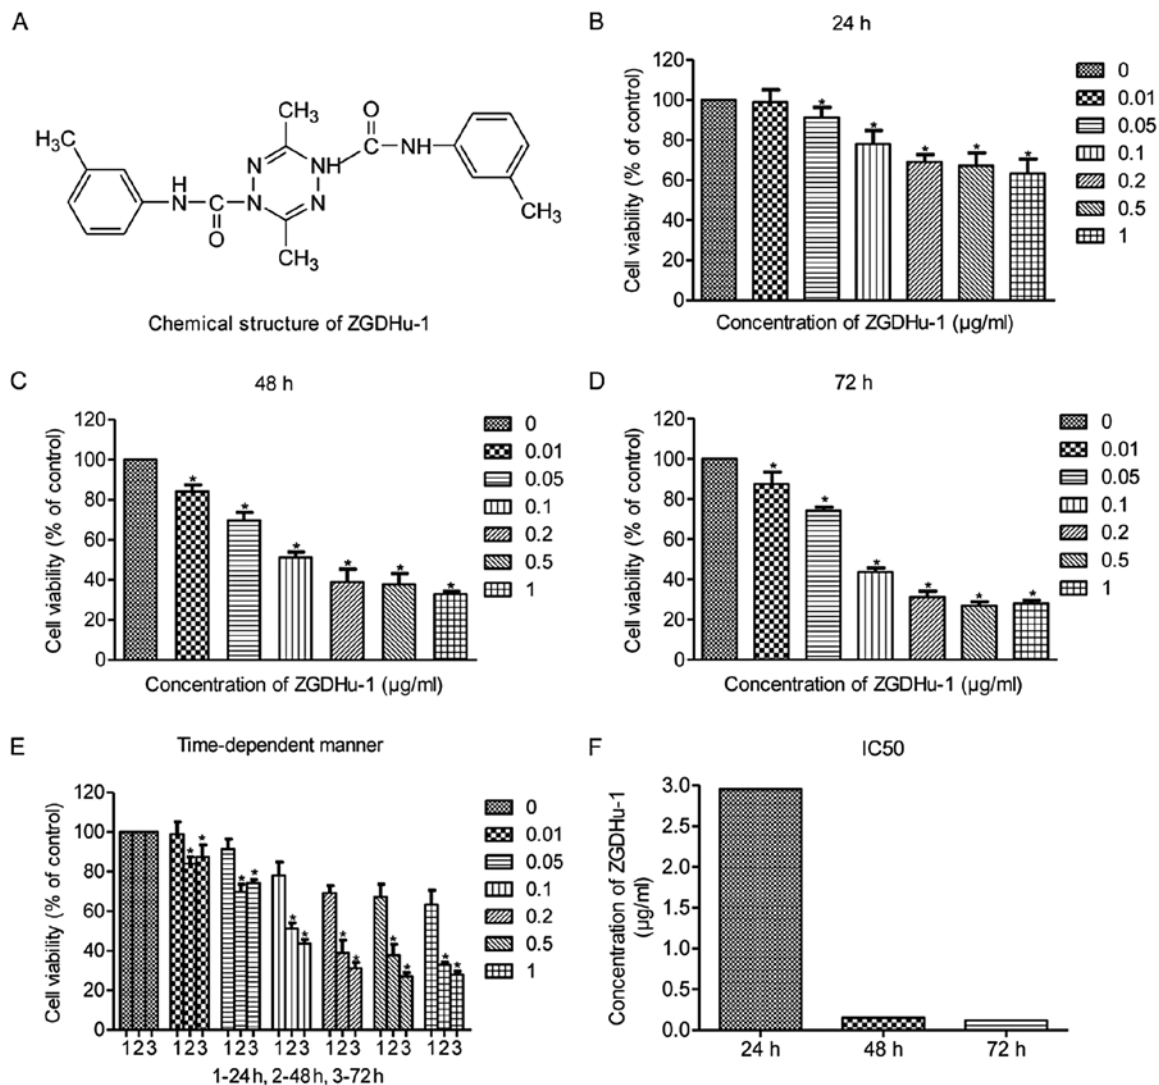 A
CH3
O
NH
CH3
N
NH
H
N
N
N
O
CH3
CH3
Chemical structure of ZGDHu-1
B
24 h
Cell viability (% of control)
120
100
80
60
40
20
0
*
*
*
*
*
Concentration of ZGDHu-1 (µg/ml)
0
0.01
0.05
0.1
0.2
0.5
1
C
48 h
Cell viability (% of control)
120
100
80
60
40
20
0
*
*
*
*
*
*
Concentration of ZGDHu-1 (µg/ml)
0
0.01
0.05
0.1
0.2
0.5
1
D
72 h
Cell viability (% of control)
120
100
80
60
40
20
0
*
*
*
*
*
*
Concentration of ZGDHu-1 (µg/ml)
0
0.01
0.05
0.1
0.2
0.5
1
E
Time-dependent manner
Cell viability (% of control)
120
100
80
60
40
20
0
* *
* *
* *
* *
* *
* *
123 123 123 123 123 123 123
1-24h, 2-48h, 3-72h
0
0.01
0.05
0.1
0.2
0.5
1
F
IC50
Concentration of ZGDHu-1
(µg/ml)
3.0
2.5
2.0
1.5
1.0
0.5
0.0
24 h 48 h 72 h